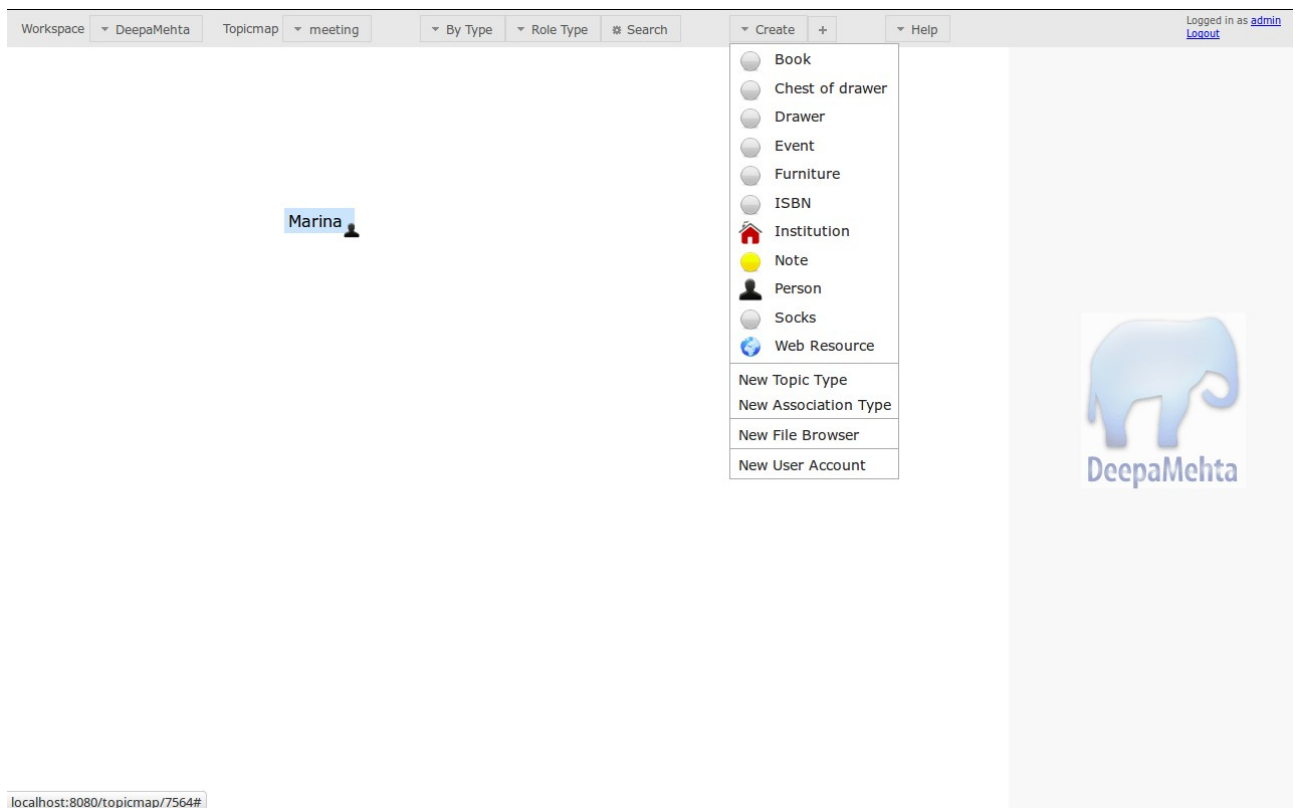 Workspace DeepaMehta Topicmap meeting By Type Role Type Search Create + Help Logged in as admin
Logout
Book
Chest of drawer
Drawer
Event
Furniture
ISBN
Institution
Note
Person
Socks
Web Resource
New Topic Type
New Association Type
New File Browser
New User Account
Marina
DeepaMehta
localhost:8080/topicmap/7564#